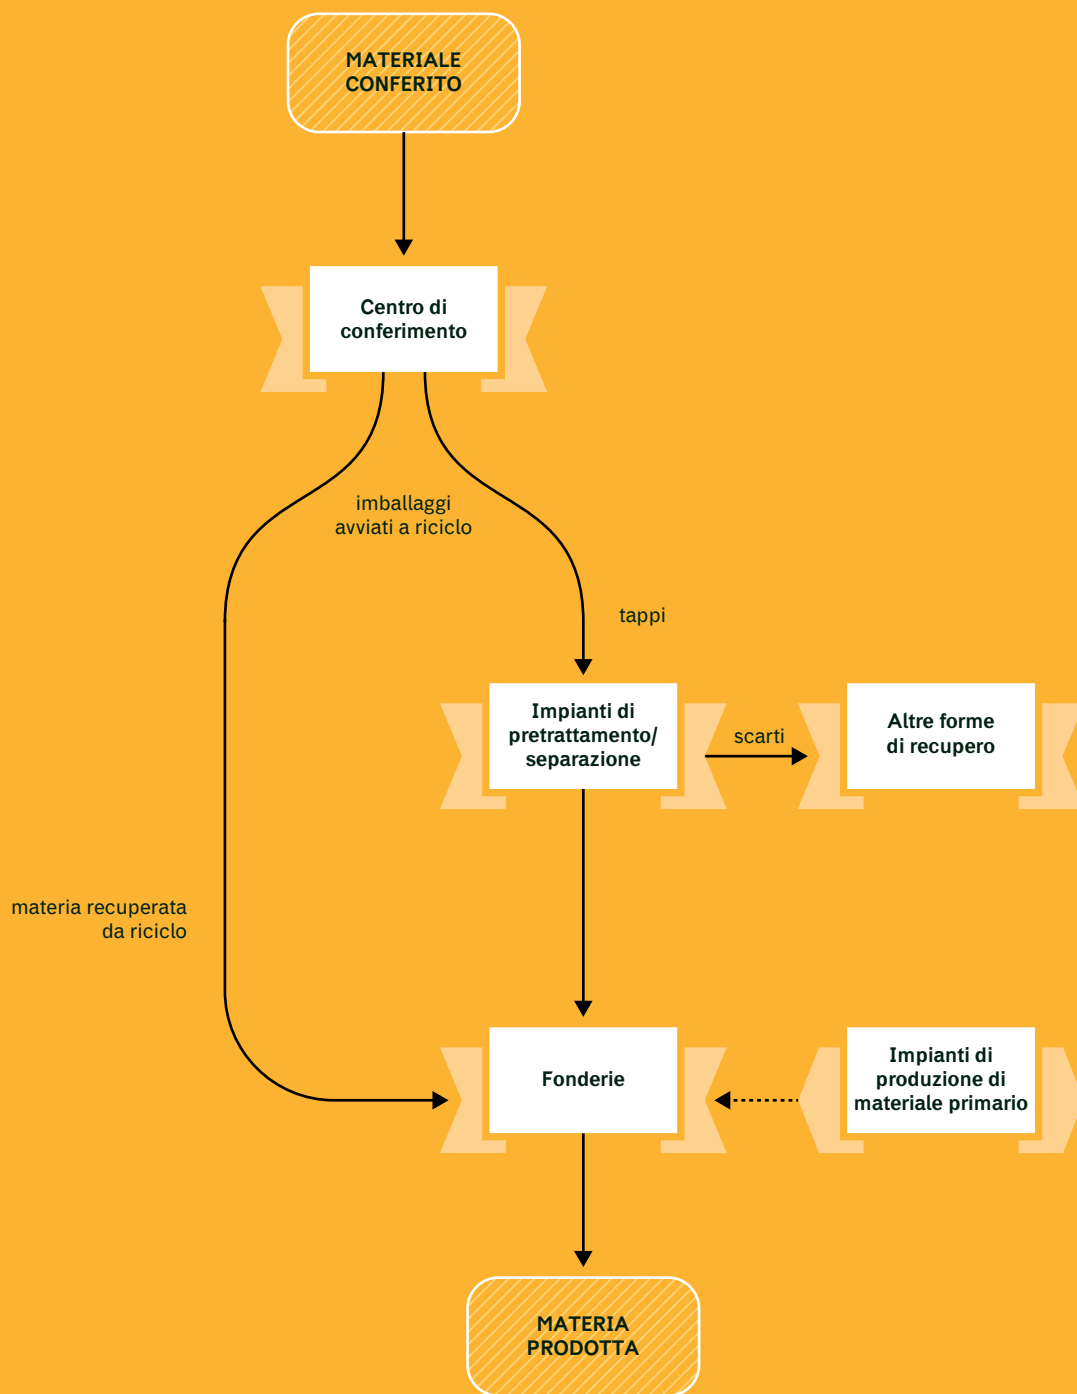 MATERIALE
CONFERITO
Centro di
conferimento
imballaggi
avviati a riciclo
tappi
Impianti di
pretrattamento/
separazione
scarti
Altre forme
di recupero
materia recuperata
da riciclo
Fonderie
Impianti di
produzione di
materiale primario
MATERIA
PRODOTTA